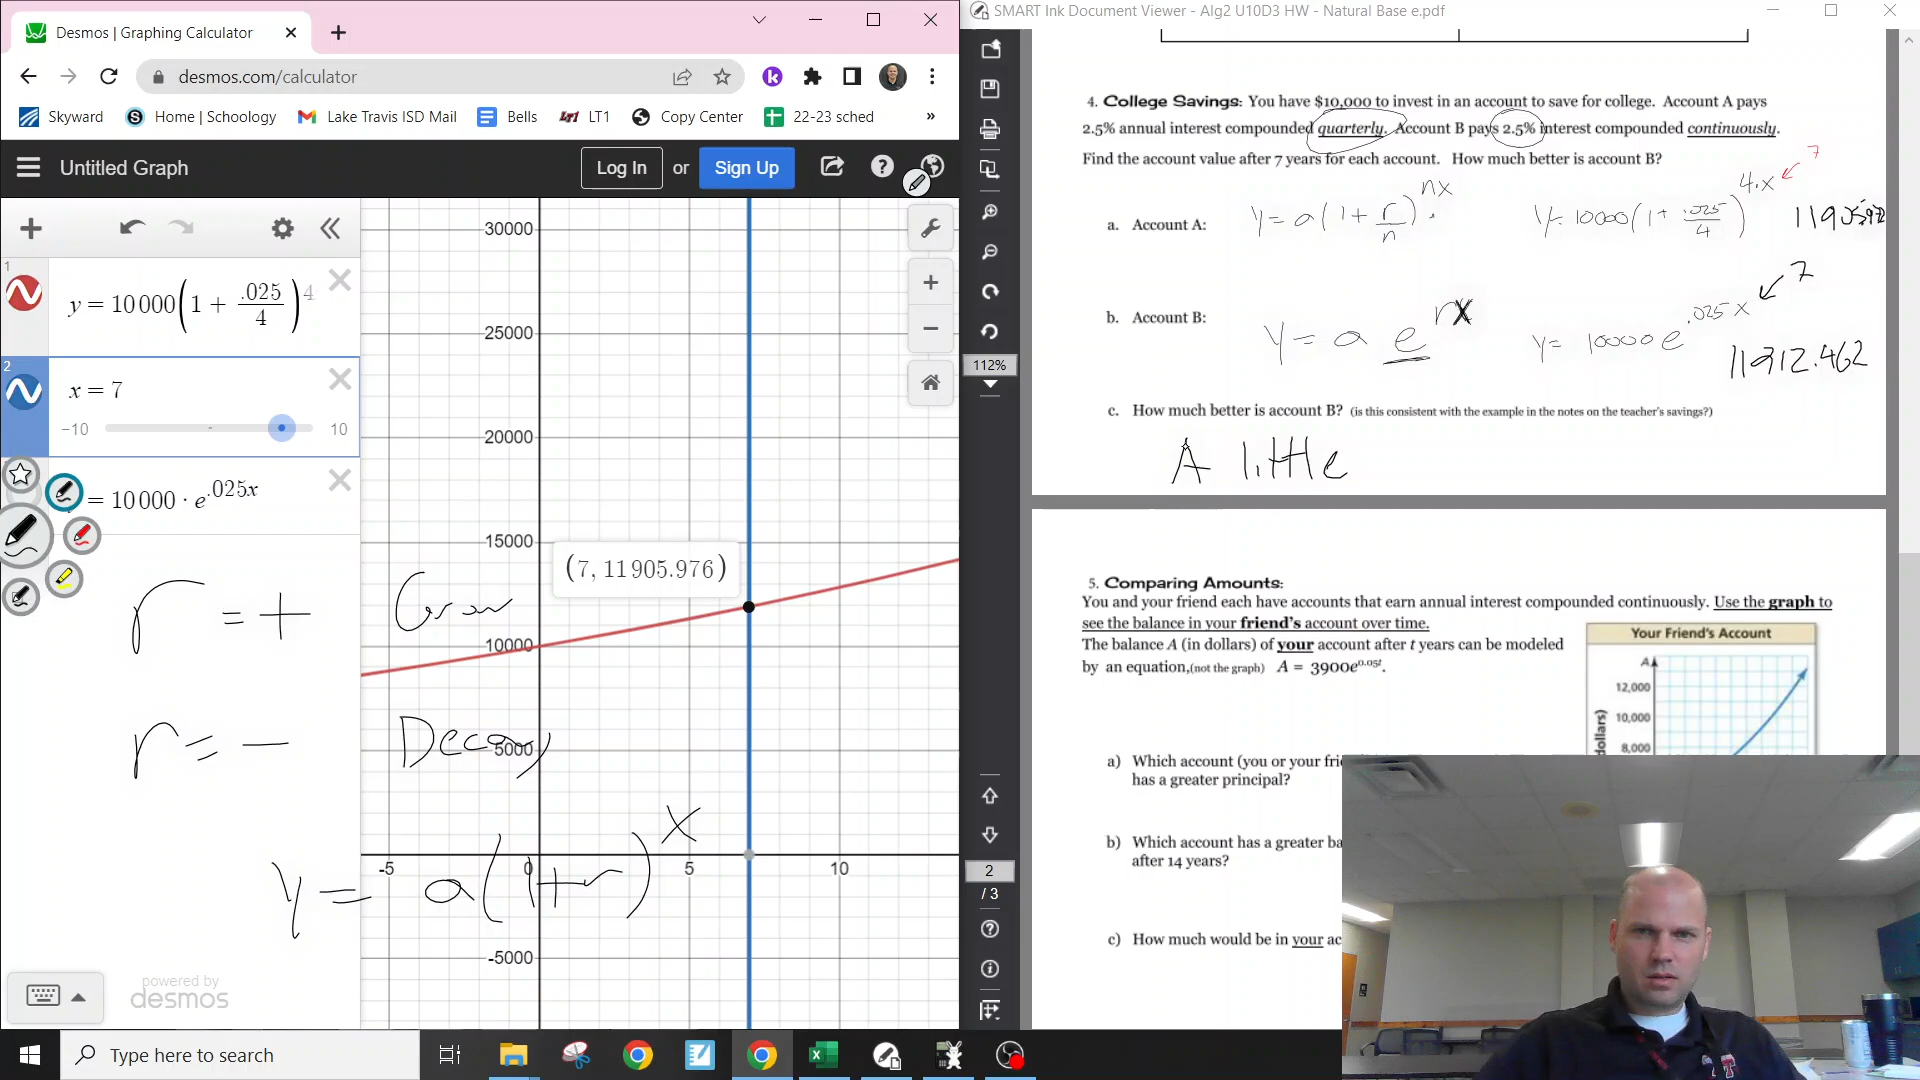 Desmos | Graphing Calculator
desmos.com/calculator
Skyward
Home | Schoology
Lake Travis ISD Mail
Bells
LT1
Copy Center
22-23 sched
»
Untitled Graph
Log In or Sign Up
1
y = 10000(1 + .025/4)^4
2
x = 7
-10
10
= 10000 · e^.025x
30000
25000
20000
15000
10000
5000
-5000
-5
0
5
10
(7, 11905.976)
r = + Grow
r = - Decay
y = a(1+r)^x
powered by
desmos
Type here to search
SMART Ink Document Viewer - Alg2 U10D3 HW - Natural Base e.pdf
112%
2
/ 3
4. College Savings: You have $10,000 to invest in an account to save for college. Account A pays
2.5% annual interest compounded quarterly. Account B pays 2.5% interest compounded continuously.
Find the account value after 7 years for each account. How much better is account B?
a. Account A: y = a(1 + r/n)^nx y = 10000(1 + .025/4)^4·x 7
b. Account B: y = a e^rx y = 10000e^.025x 7
11912.462
c. How much better is account B? (is this consistent with the example in the notes on the teacher's savings?)
A little
5. Comparing Amounts:
You and your friend each have accounts that earn annual interest compounded continuously. Use the graph to
see the balance in your friend's account over time.
The balance A (in dollars) of your account after t years can be modeled
by an equation,(not the graph) A = 3900e^0.05t.
Your Friend's Account
A
12,000
10,000
8,000
dollars)
a) Which account (you or your frie
has a greater principal?
b) Which account has a greater ba
after 14 years?
c) How much would be in your ac